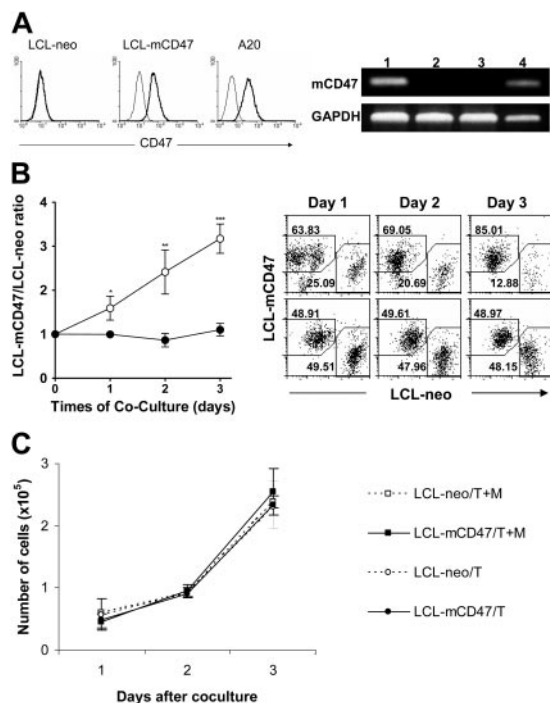 A
LCL-neo LCL-mCD47 A20
CD47
1 2 3 4
mCD47
GAPDH
B
LCL-mCD47/LCL-neo ratio
4
3
2
1
0
* ** ***
0 1 2 3
Times of Co-Culture (days)
Day 1 Day 2 Day 3
LCL-mCD47
63.83 69.05 85.01
25.09 20.69 12.88
48.91 49.61 48.97
49.51 47.96 48.15
LCL-neo
C
Number of cells (x10⁵)
3
2
1
0
1 2 3
Days after coculture
LCL-neo/T+M
LCL-mCD47/T+M
LCL-neo/T
LCL-mCD47/T